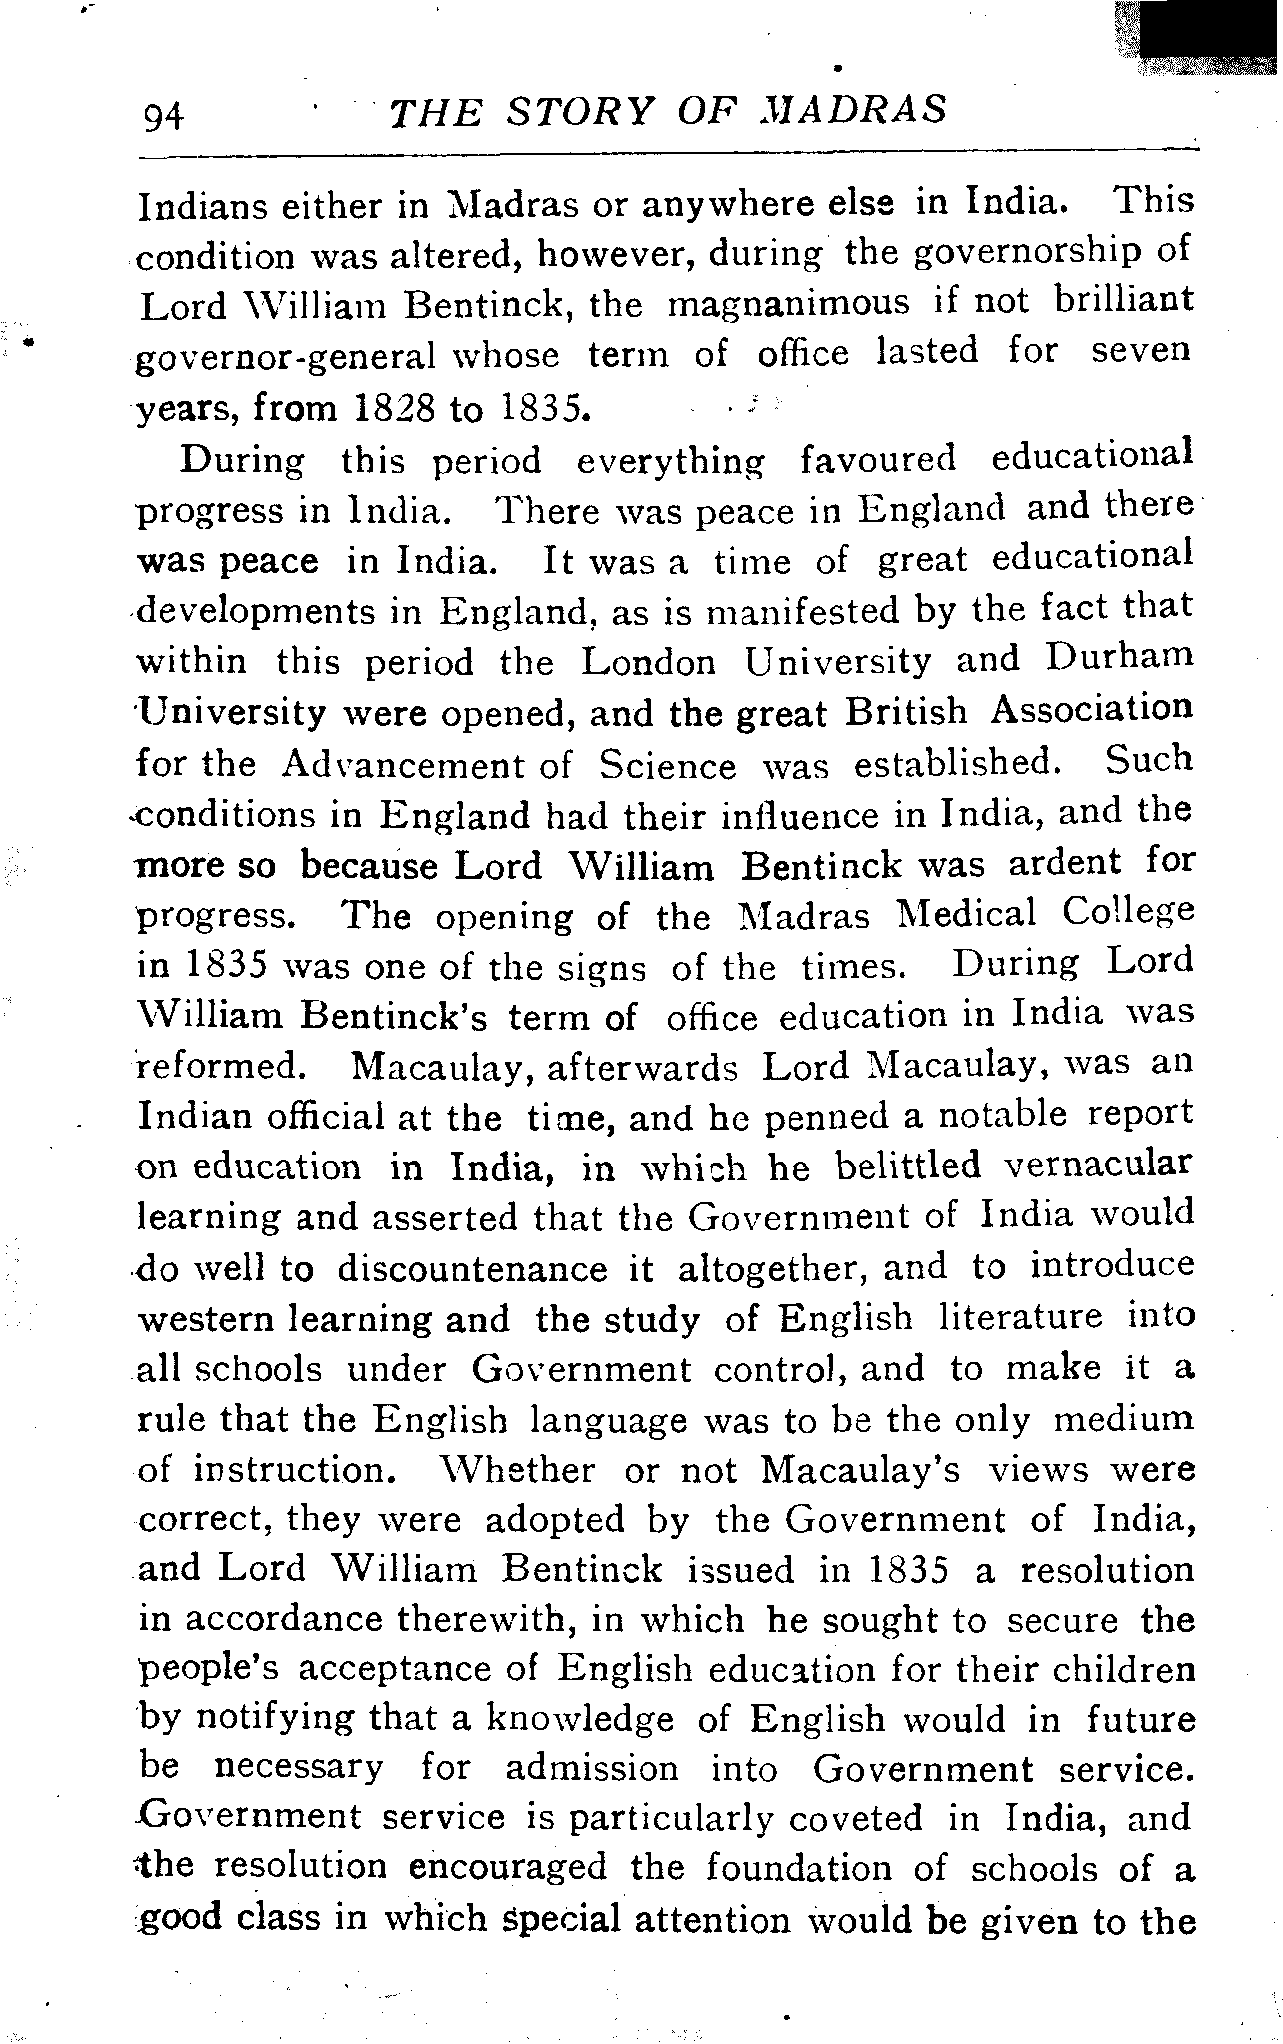 94 THE STORY OF MADRAS
Indians either in Madras or anywhere else in India. This
condition was altered, however, during the governorship of
Lord William Bentinck, the magnanimous if not brilliant
governor-general whose term of office lasted for seven
years, from 1828 to 1835.
During this period everything favoured educational
progress in India. There was peace in England and there
was peace in India. It was a time of great educational
developments in England, as is manifested by the fact that
within this period the London University and Durham
University were opened, and the great British Association
for the Advancement of Science was established. Such
conditions in England had their influence in India, and the
more so because Lord William Bentinck was ardent for
progress. The opening of the Madras Medical College
in 1835 was one of the signs of the times. During Lord
William Bentinck's term of office education in India was
reformed. Macaulay, afterwards Lord Macaulay, was an
Indian official at the time, and he penned a notable report
on education in India, in which he belittled vernacular
learning and asserted that the Government of India would
do well to discountenance it altogether, and to introduce
western learning and the study of English literature into
all schools under Government control, and to make it a
rule that the English language was to be the only medium
of instruction. Whether or not Macaulay's views were
correct, they were adopted by the Government of India,
and Lord William Bentinck issued in 1835 a resolution
in accordance therewith, in which he sought to secure the
people's acceptance of English education for their children
by notifying that a knowledge of English would in future
be necessary for admission into Government service.
Government service is particularly coveted in India, and
the resolution encouraged the foundation of schools of a
good class in which special attention would be given to the